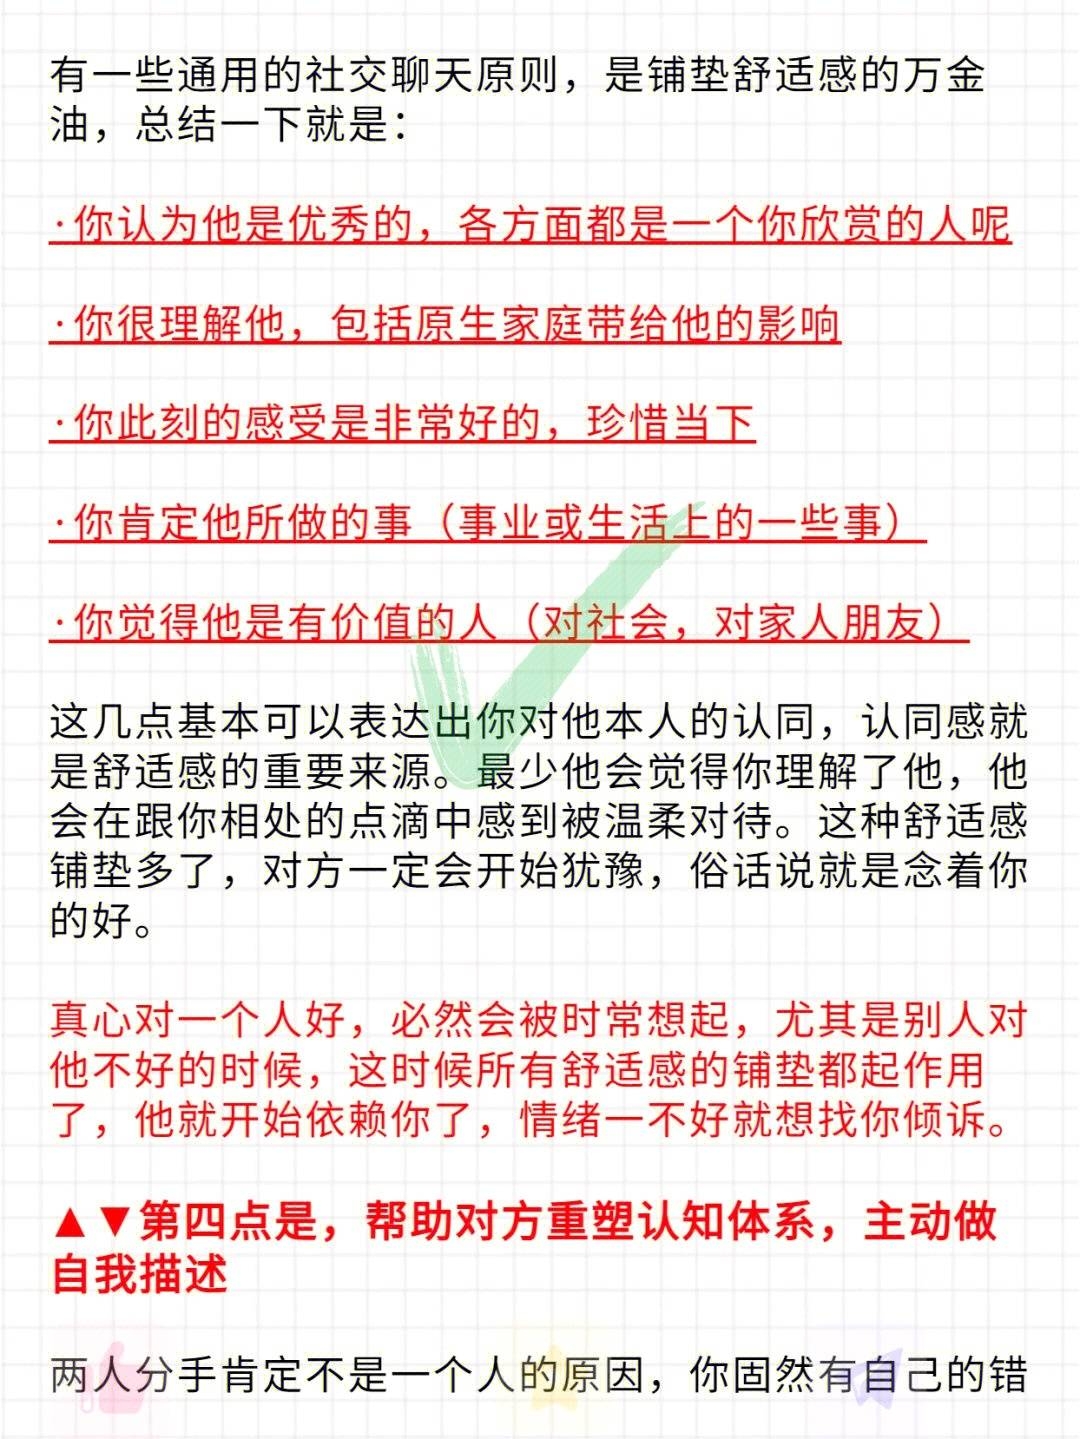 有一些通用的社交聊天原则，是铺垫舒适感的万金
油，总结一下就是：
·你认为他是优秀的，各方面都是一个你欣赏的人呢
·你很理解他，包括原生家庭带给他的影响
·你此刻的感受是非常好的，珍惜当下
·你肯定他所做的事（事业或生活上的一些事）
·你觉得他是有价值的人（对社会，对家人朋友）
这几点基本可以表达出你对他本人的认同，认同感就
是舒适感的重要来源。最少他会觉得你理解了他，他
会在跟你相处的点滴中感到被温柔对待。这种舒适感
铺垫多了，对方一定会开始犹豫，俗话说就是念着你
的好。
真心对一个人好，必然会被时常想起，尤其是别人对
他不好的时候，这时候所有舒适感的铺垫都起作用
了，他就开始依赖你了，情绪一不好就想找你倾诉。
▲▼第四点是，帮助对方重塑认知体系，主动做
自我描述
两人分手肯定不是一个人的原因，你固然有自己的错